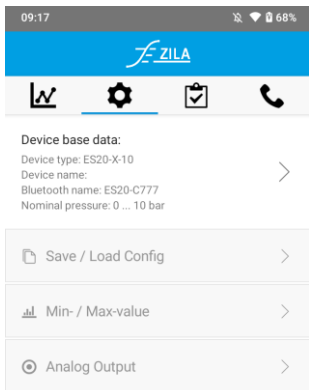 09:17
68%
ZILA
Device base data:
Device type: ES20-X-10
Device name:
Bluetooth name: ES20-C777
Nominal pressure: 0 ... 10 bar
Save / Load Config
Min- / Max-value
Analog Output